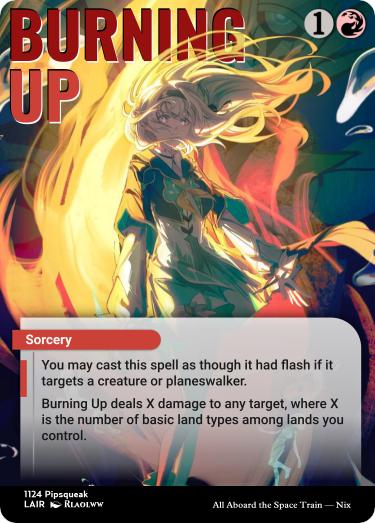 BURNING
UP
1
Sorcery
You may cast this spell as though it had flash if it
targets a creature or planeswalker.
Burning Up deals X damage to any target, where X
is the number of basic land types among lands you
control.
1124 Pipsqueak
LAIR Rlaolww
All Aboard the Space Train — Nix